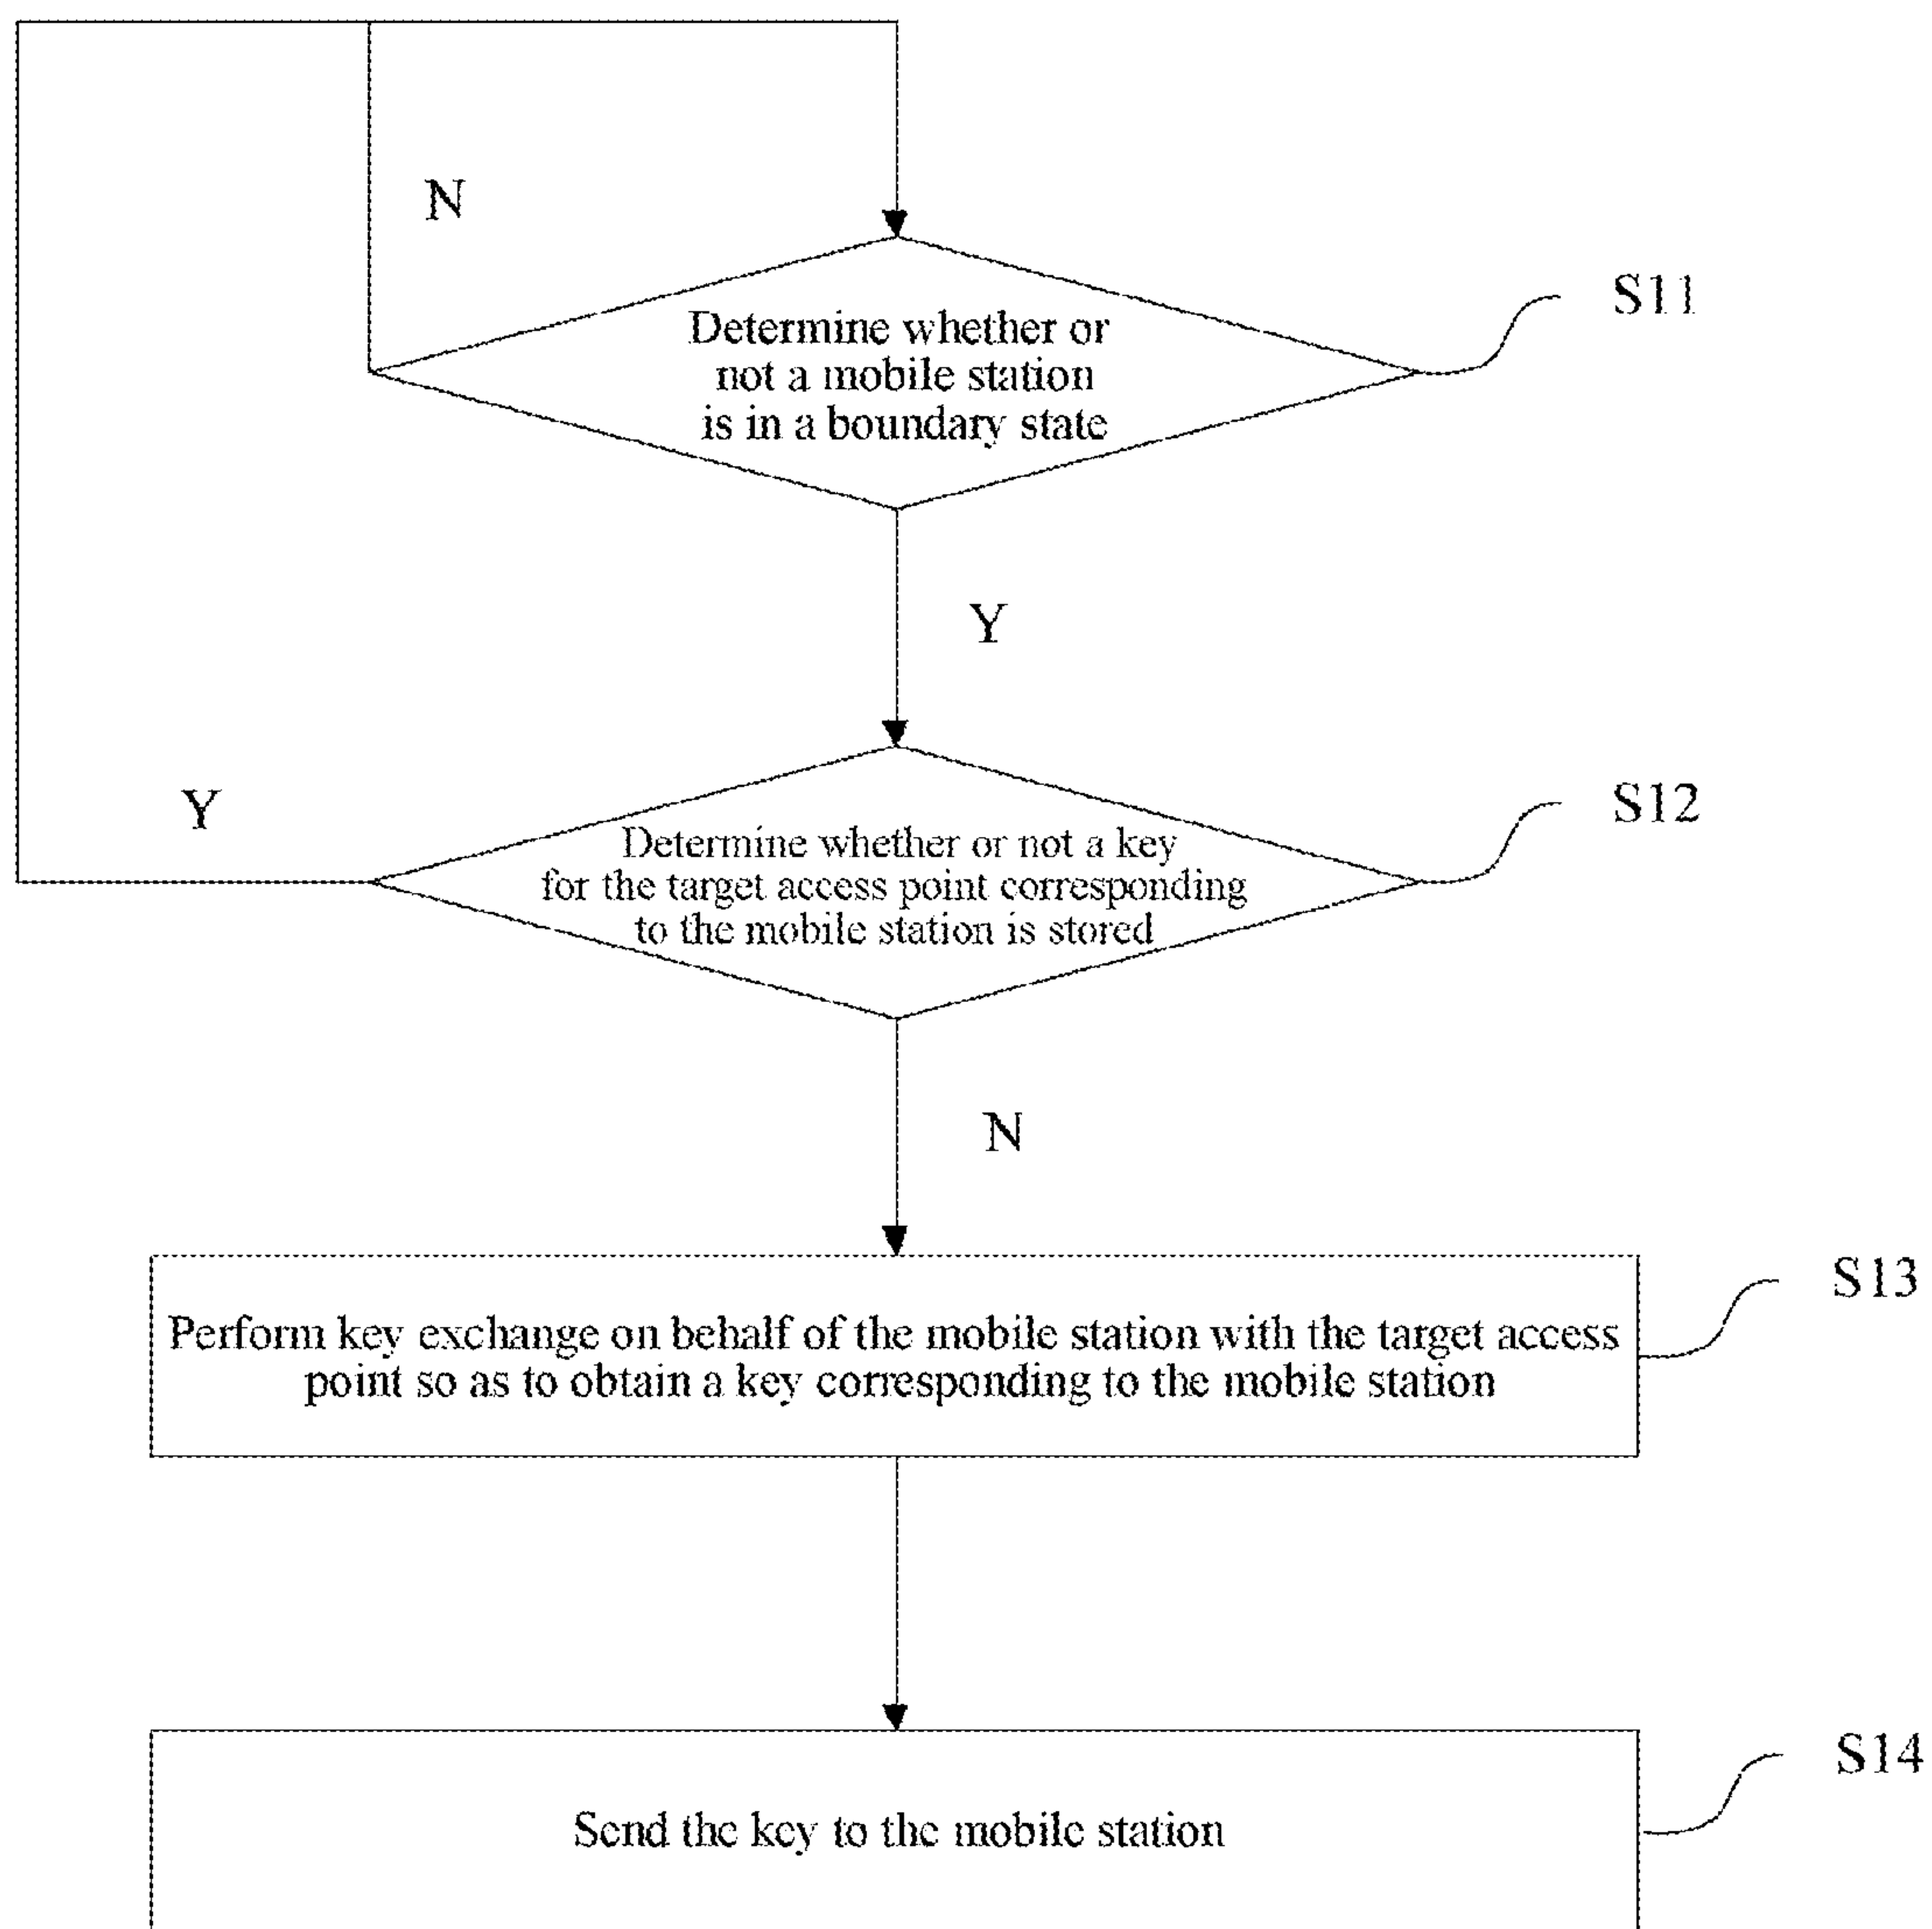 N
Determine whether or
not a mobile station
is in a boundary state
S11
Y
Y
Determine whether or not a key
for the target access point corresponding
to the mobile station is stored
S12
N
Perform key exchange on behalf of the mobile station with the target access
point so as to obtain a key corresponding to the mobile station
S13
Send the key to the mobile station
S14